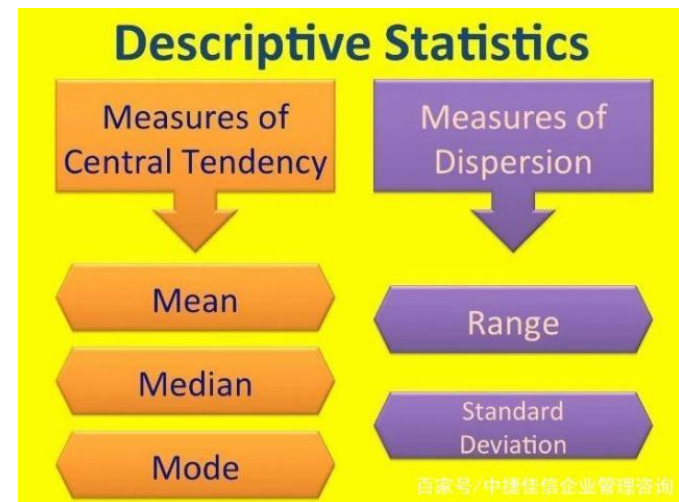 Descriptive Statistics
Measures of
Central Tendency
Mean
Median
Mode
Measures of
Dispersion
Range
Standard
Deviation
百家号/中捷佳信企业管理咨询